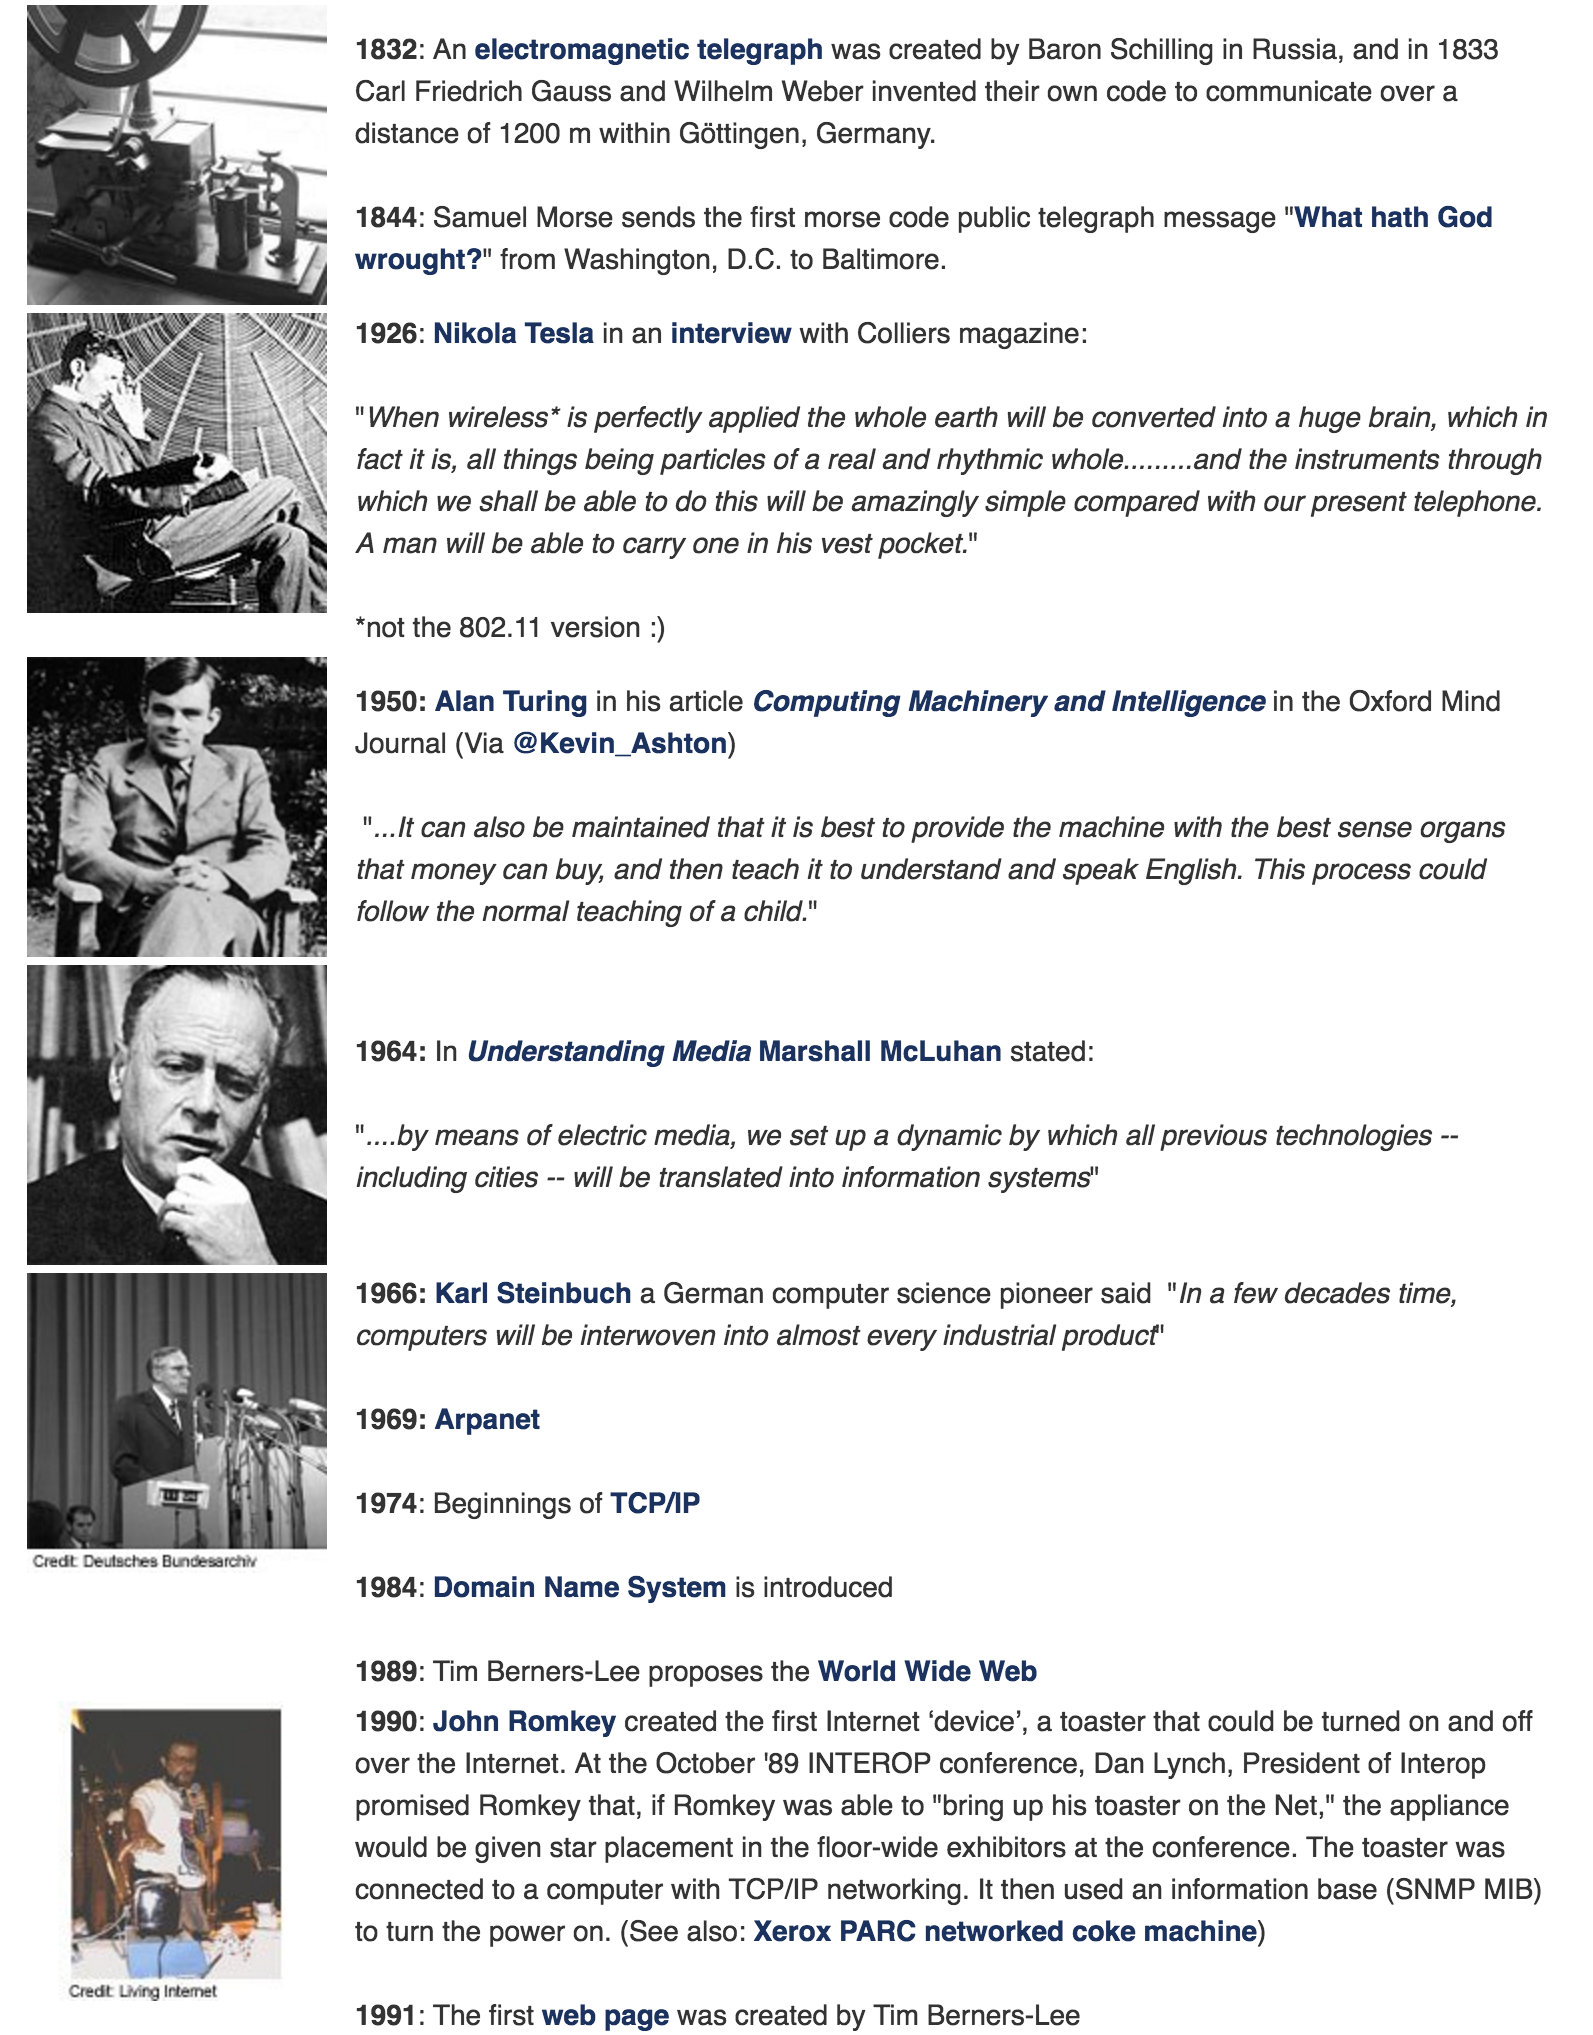 1832: An electromagnetic telegraph was created by Baron Schilling in Russia, and in 1833
Carl Friedrich Gauss and Wilhelm Weber invented their own code to communicate over a
distance of 1200 m within Göttingen, Germany.
1844: Samuel Morse sends the first morse code public telegraph message "What hath God
wrought?" from Washington, D.C. to Baltimore.
1926: Nikola Tesla in an interview with Colliers magazine:
"When wireless* is perfectly applied the whole earth will be converted into a huge brain, which in
fact it is, all things being particles of a real and rhythmic whole.........and the instruments through
which we shall be able to do this will be amazingly simple compared with our present telephone.
A man will be able to carry one in his vest pocket."
*not the 802.11 version :)
1950: Alan Turing in his article Computing Machinery and Intelligence in the Oxford Mind
Journal (Via @Kevin_Ashton)
"...It can also be maintained that it is best to provide the machine with the best sense organs
that money can buy, and then teach it to understand and speak English. This process could
follow the normal teaching of a child."
1964: In Understanding Media Marshall McLuhan stated:
"....by means of electric media, we set up a dynamic by which all previous technologies --
including cities -- will be translated into information systems"
1966: Karl Steinbuch a German computer science pioneer said "In a few decades time,
computers will be interwoven into almost every industrial product"
1969: Arpanet
1974: Beginnings of TCP/IP
Credit: Deutsches Bundesarchiv
1984: Domain Name System is introduced
1989: Tim Berners-Lee proposes the World Wide Web
1990: John Romkey created the first Internet ‘device’, a toaster that could be turned on and off
over the Internet. At the October '89 INTEROP conference, Dan Lynch, President of Interop
promised Romkey that, if Romkey was able to "bring up his toaster on the Net," the appliance
would be given star placement in the floor-wide exhibitors at the conference. The toaster was
connected to a computer with TCP/IP networking. It then used an information base (SNMP MIB)
to turn the power on. (See also: Xerox PARC networked coke machine)
Credit: Living Internet
1991: The first web page was created by Tim Berners-Lee